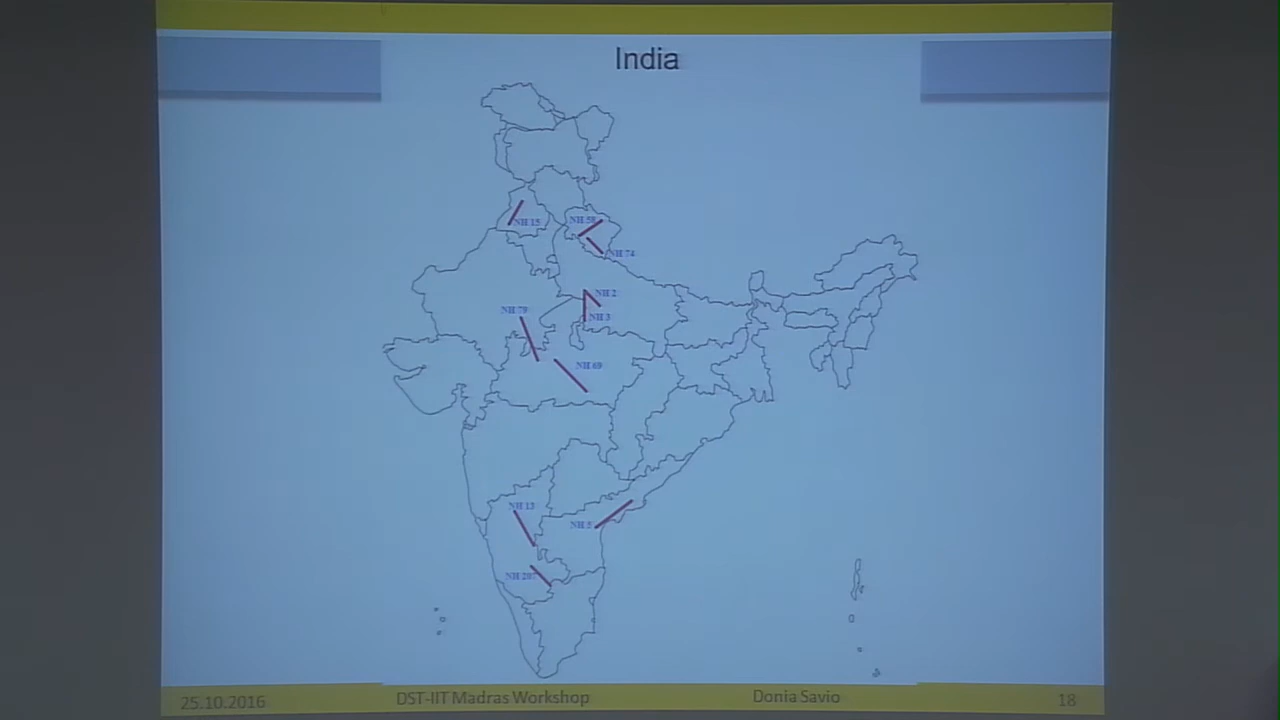 India
NH 15
NH 58
NH 74
NH 2
NH 79
NH 3
NH 69
NH 13
NH 5
NH 207
25.10.2016
DST-IIT Madras Workshop
Donia Savio
18